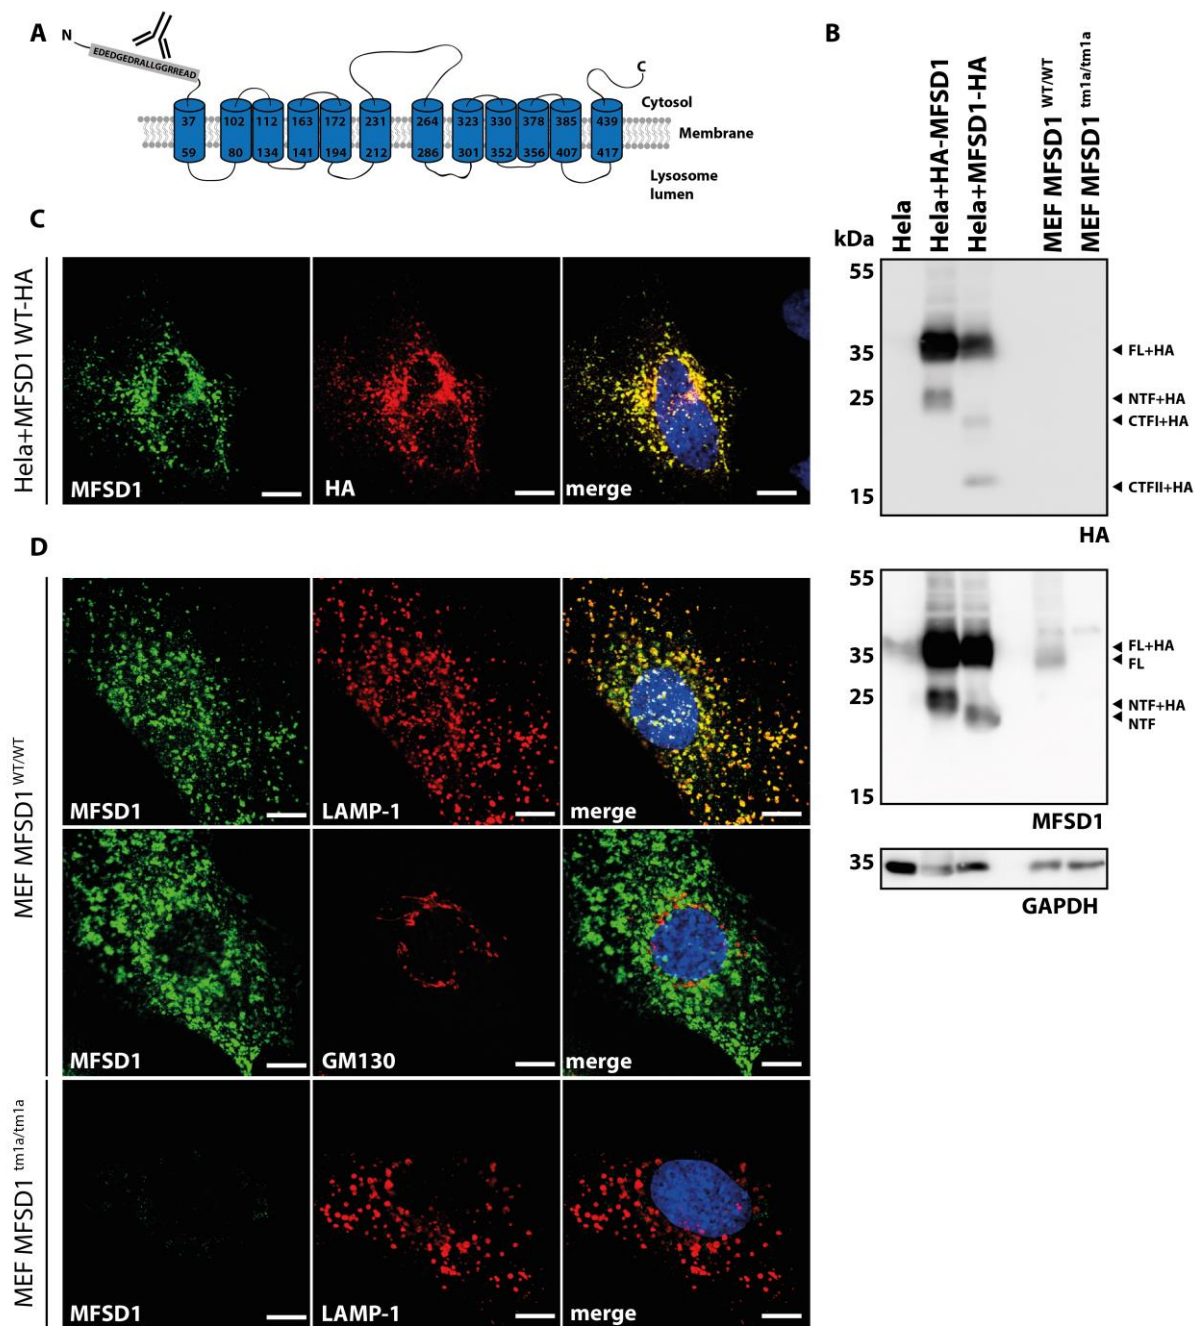 A
N
EDEDGEDRALLGGRREAD
C
37 102 112 163 172 231 264 323 330 378 385 439
59 80 134 141 194 212 286 301 352 356 407 417
Cytosol
Membrane
Lysosome
lumen
B
kDa
Hela
Hela+HA-MFSD1
Hela+MFSD1-HA
MEF MFSD1 WT/WT
MEF MFSD1 tm1a/tm1a
55
35
25
15
FL+HA
NTF+HA
CTFI+HA
CTFII+HA
HA
55
35
25
15
FL+HA
FL
NTF+HA
NTF
MFSD1
35
GAPDH
C
Hela+MFSD1 WT-HA
MFSD1
HA
merge
D
MEF MFSD1 WT/WT
MFSD1
LAMP-1
merge
MFSD1
GM130
merge
MEF MFSD1 tm1a/tm1a
MFSD1
LAMP-1
merge